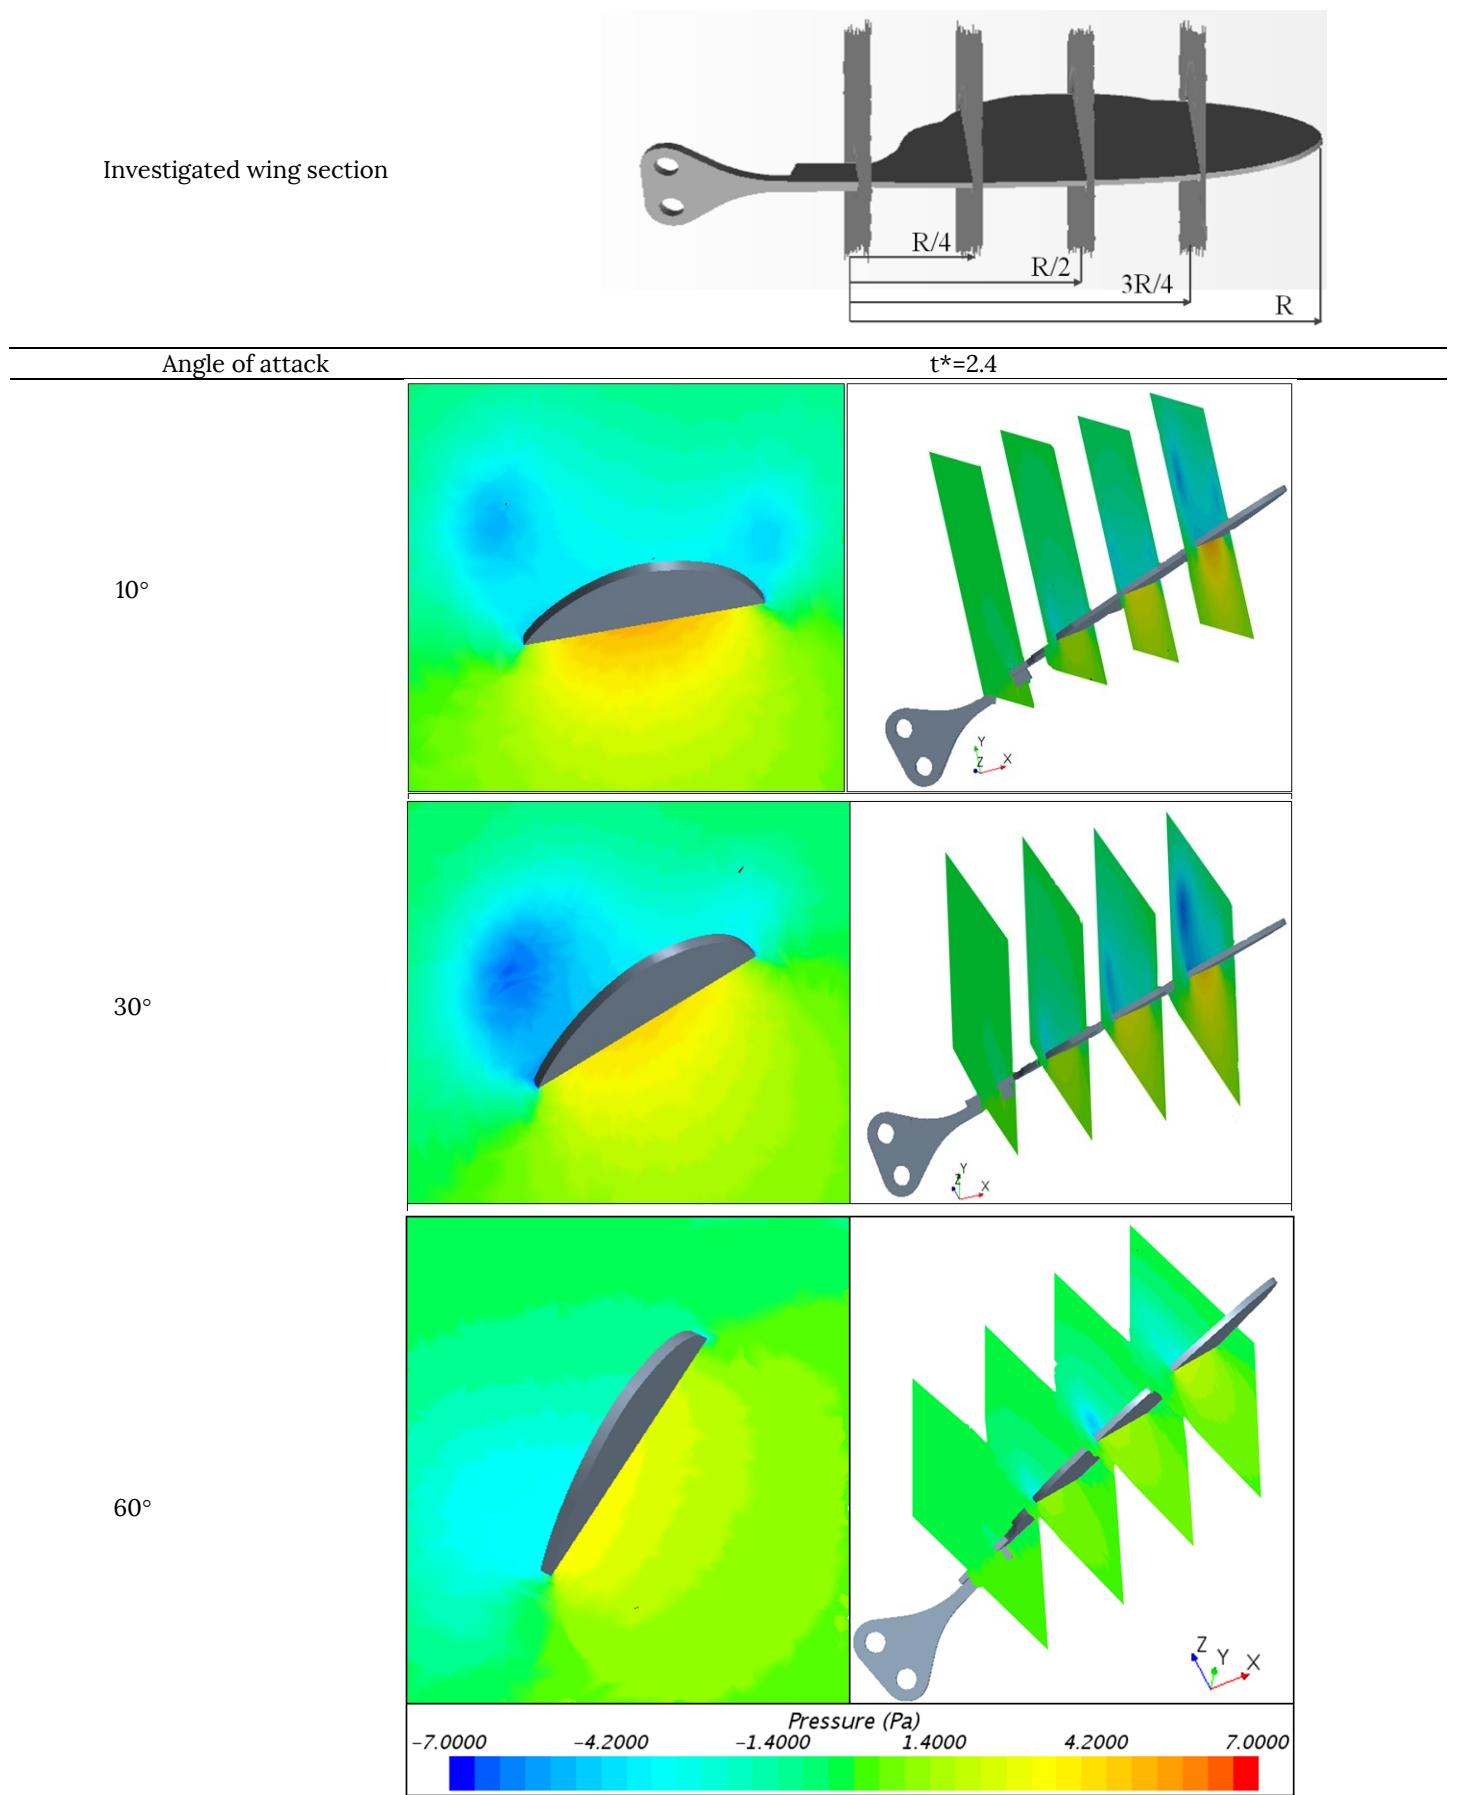 Investigated wing section
R/4
R/2
3R/4
R
Angle of attack t*=2.4
10°
Y
Z X
30°
Y
Z X
60°
Z Y X
Pressure (Pa)
-7.0000 -4.2000 -1.4000 1.4000 4.2000 7.0000